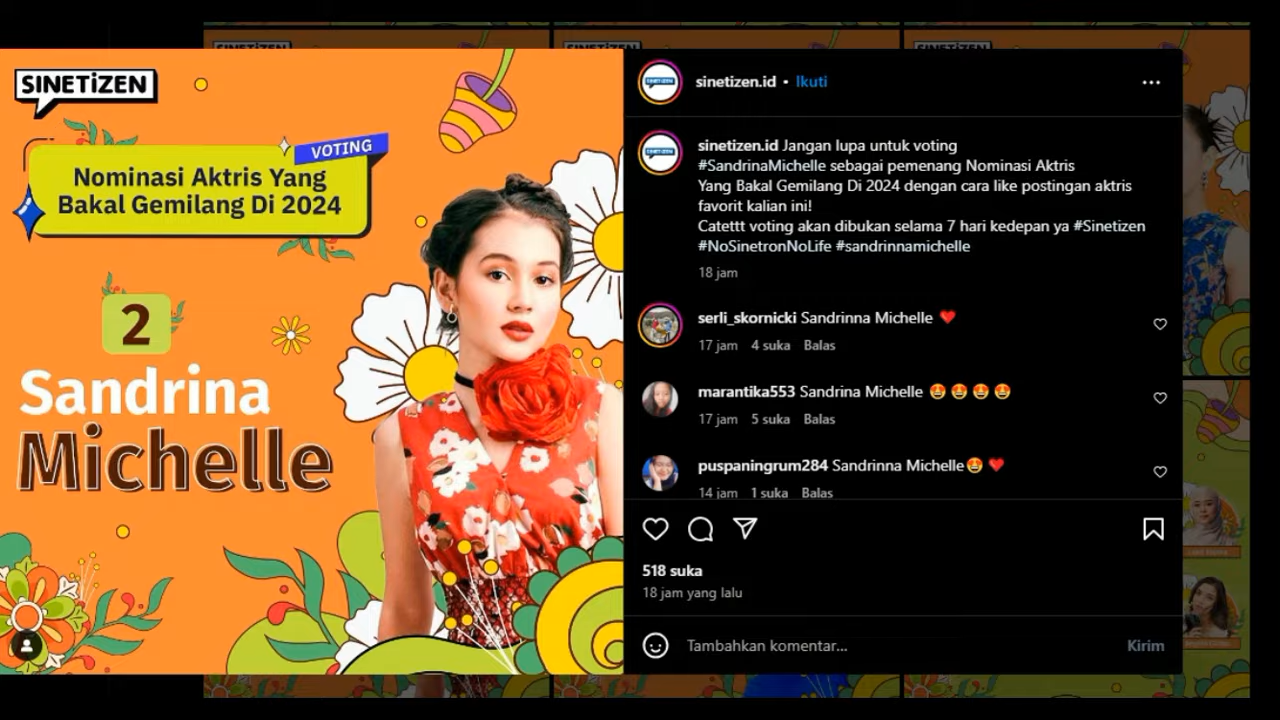 SINETiZEN
VOTING
Nominasi Aktris Yang
Bakal Gemilang Di 2024
2
Sandrina
Michelle
sinetizen.id • Ikuti
sinetizen.id Jangan lupa untuk voting
#SandrinaMichelle sebagai pemenang Nominasi Aktris
Yang Bakal Gemilang Di 2024 dengan cara like postingan aktris
favorit kalian ini!
Catettt voting akan dibukan selama 7 hari kedepan ya #Sinetizen
#NoSinetronNoLife #sandrinnamichelle
18 jam
serli_skornicki Sandrinna Michelle ❤️
17 jam 4 suka Balas
marantika553 Sandrina Michelle 🤩🤩🤩🤩
17 jam 5 suka Balas
puspaningrum284 Sandrinna Michelle🤩 ❤️
14 jam 1 suka Balas
518 suka
18 jam yang lalu
Tambahkan komentar...
Kirim